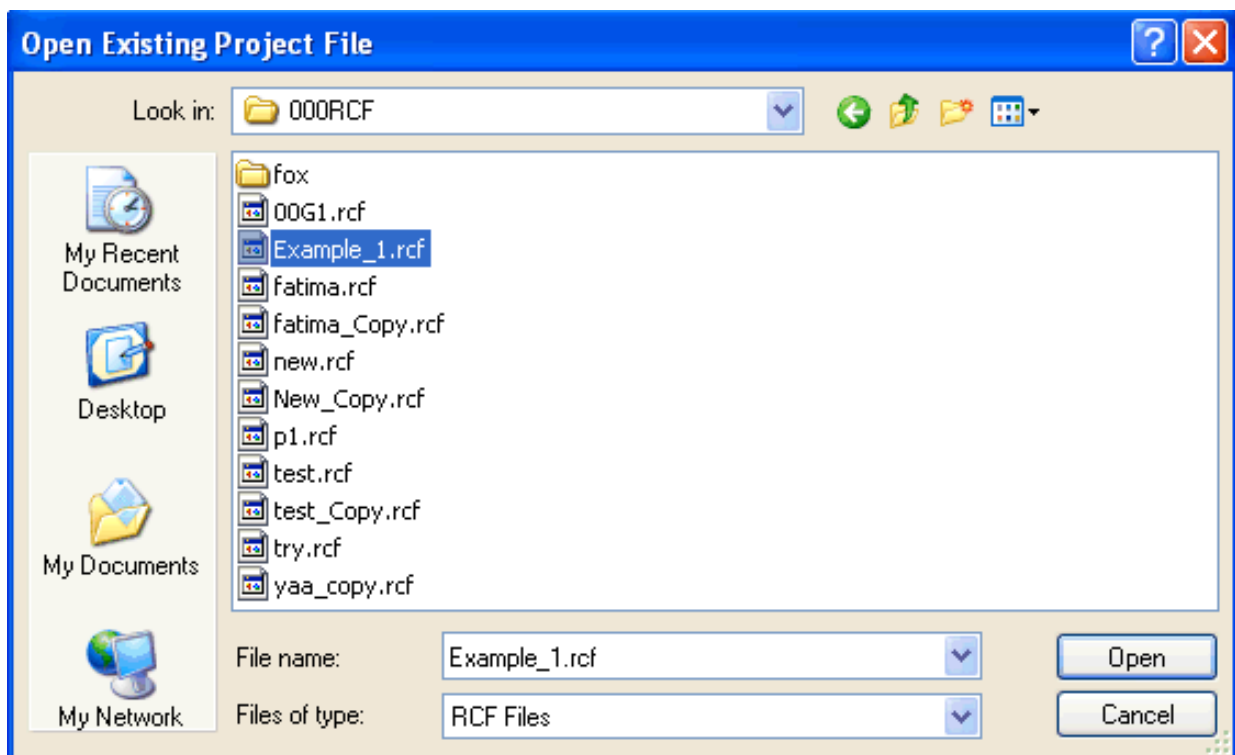 Open Existing Project File
Look in: 000RCF
My Recent
Documents
Desktop
My Documents
My Network
fox
00G1.rcf
Example_1.rcf
fatima.rcf
fatima_Copy.rcf
new.rcf
New_Copy.rcf
p1.rcf
test.rcf
test_Copy.rcf
try.rcf
yaa_copy.rcf
File name: Example_1.rcf Open
Files of type: RCF Files Cancel